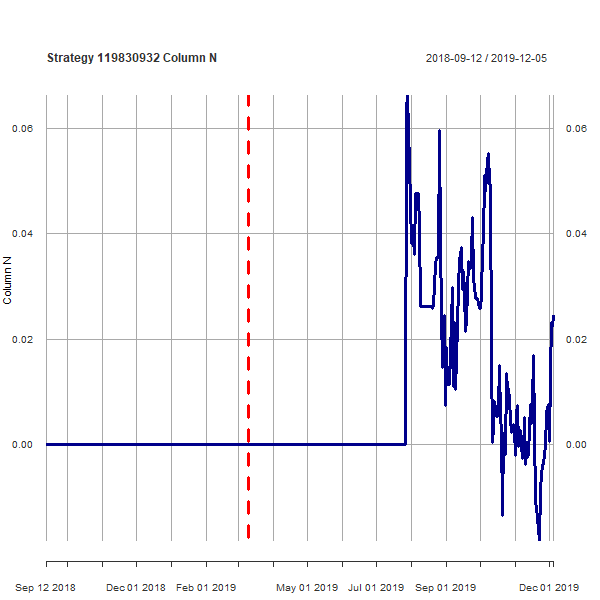 Strategy 119830932 Column N
2018-09-12 / 2019-12-05
0.06
0.06
0.04
0.04
Column N
0.02
0.02
0.00
0.00
Sep 12 2018
Dec 01 2018
Feb 01 2019
May 01 2019
Jul 01 2019
Sep 01 2019
Dec 01 2019